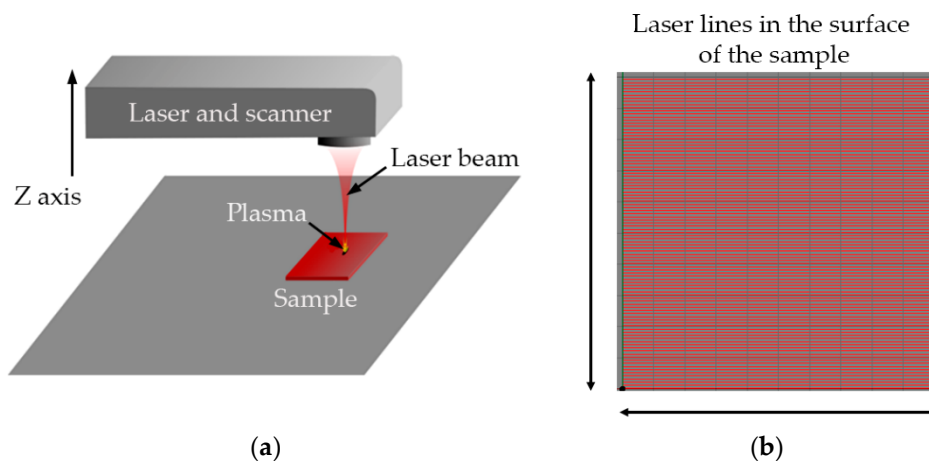 Laser and scanner
Laser beam
Z axis
Plasma
Sample
(a)
Laser lines in the surface
of the sample
(b)